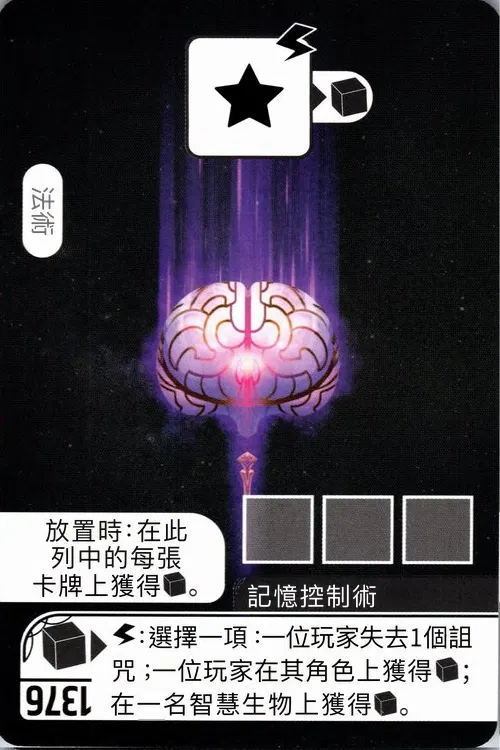 法術
放置時：在此
列中的每張
卡牌上獲得。
記憶控制術
：選擇一項：一位玩家失去1個詛
咒；一位玩家在其角色上獲得；
在一名智慧生物上獲得。
1376